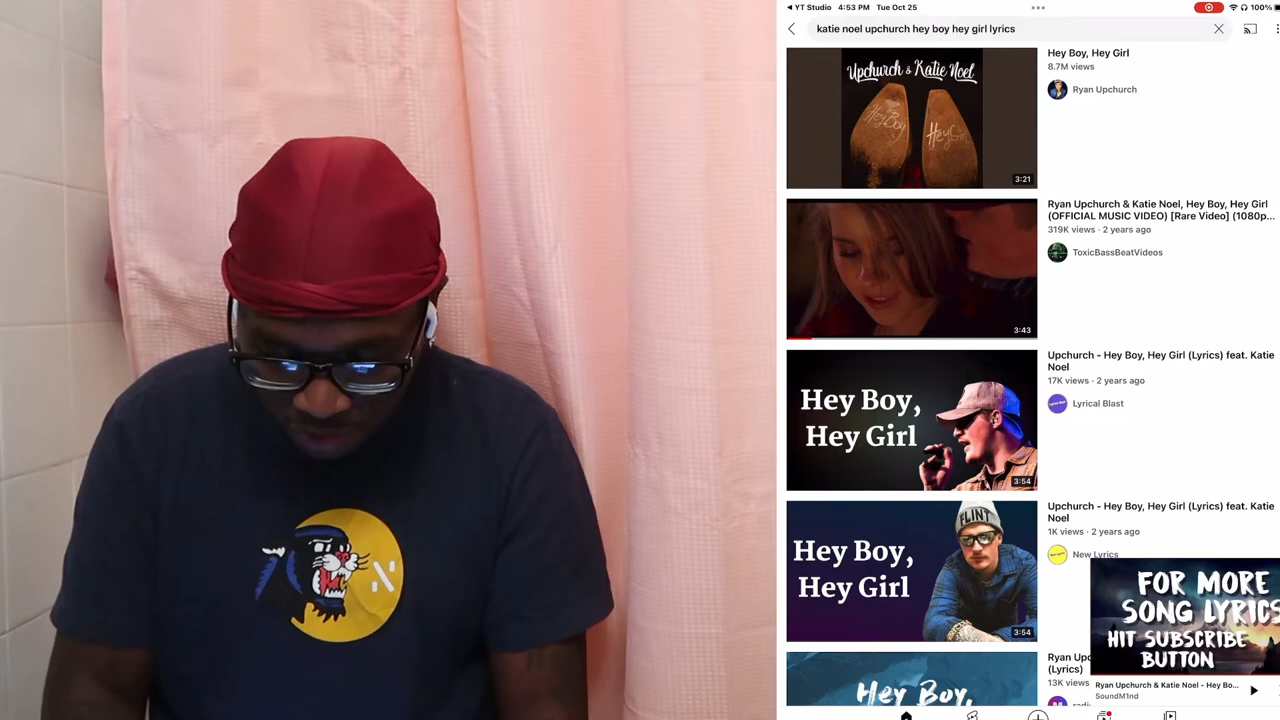 YT Studio 4:53 PM Tue Oct 25
100%
katie noel upchurch hey boy hey girl lyrics
Upchurch & Katie Noel
Hey Boy
Hey Girl
3:21
Hey Boy, Hey Girl
8.7M views
Ryan Upchurch
3:43
Ryan Upchurch & Katie Noel, Hey Boy, Hey Girl
(OFFICIAL MUSIC VIDEO) [Rare Video] (1080p...
319K views · 2 years ago
ToxicBassBeatVideos
Hey Boy,
Hey Girl
3:54
Upchurch - Hey Boy, Hey Girl (Lyrics) feat. Katie
Noel
17K views · 2 years ago
Lyrical Blast
FLINT
Hey Boy,
Hey Girl
3:54
Upchurch - Hey Boy, Hey Girl (Lyrics) feat. Katie
Noel
1K views · 2 years ago
New Lyrics
Hey Boy,
Ryan Upc
(Lyrics)
13K views
FOR MORE
SONG LYRICS
HIT SUBSCRIBE
BUTTON
Ryan Upchurch & Katie Noel - Hey Bo...
SoundM1nd